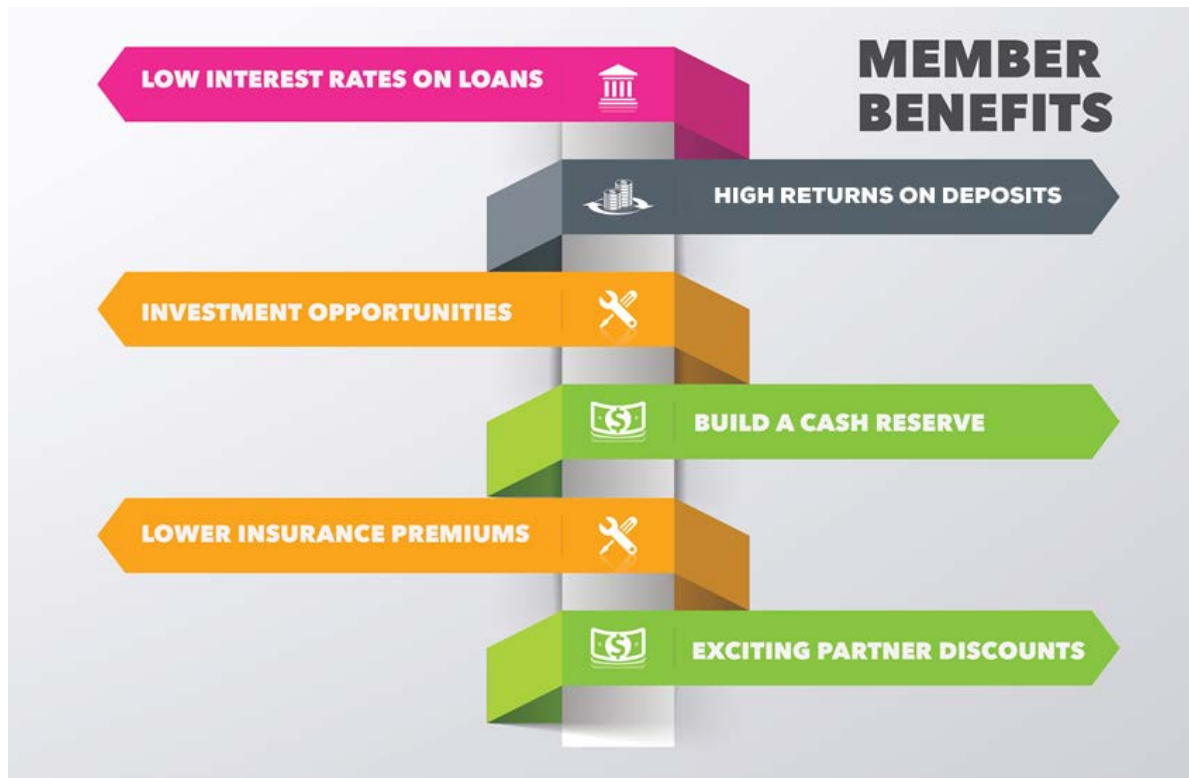 MEMBER
BENEFITS
LOW INTEREST RATES ON LOANS
HIGH RETURNS ON DEPOSITS
INVESTMENT OPPORTUNITIES
BUILD A CASH RESERVE
LOWER INSURANCE PREMIUMS
EXCITING PARTNER DISCOUNTS